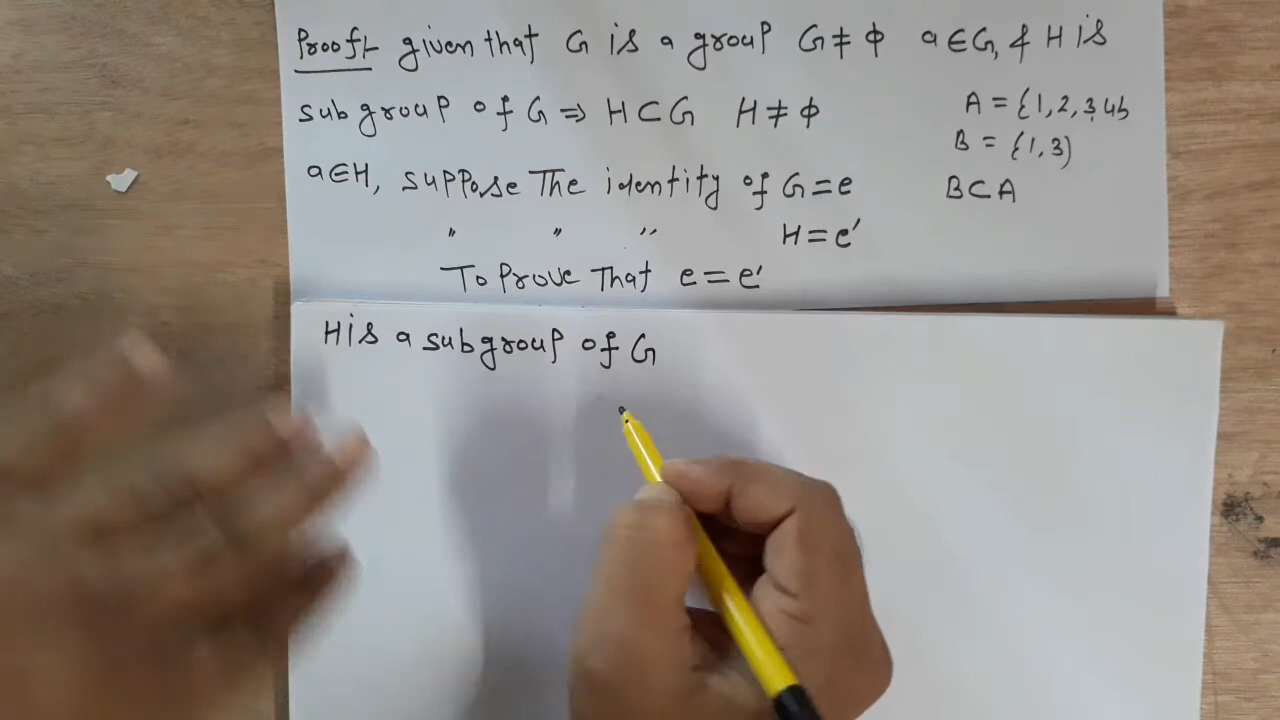 Proof:- given that G is a group G ≠ ϕ a∈G, & H is
subgroup of G ⇒ H⊂G H ≠ ϕ
A = {1, 2, 3, 4}
B = {1, 3}
a∈H, suppose The identity of G = e
B⊂A
" " " H = e'
To Prove That e = e'
H is a subgroup of G